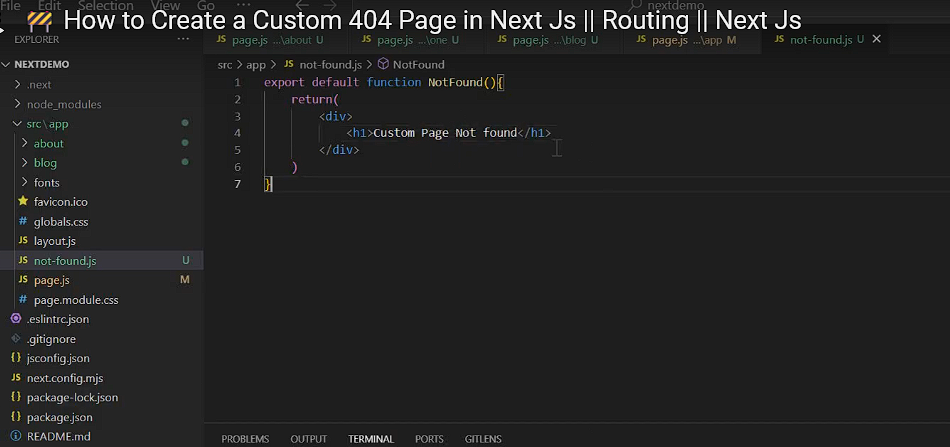 File Edit Selection View Go nextdemo
How to Create a Custom 404 Page in Next Js || Routing || Next Js
EXPLORER ...
page.js ...\about U page.js ...\one U page.js ...\blog U page.js ...\app M JS not-found.js U
NEXTDEMO
.next
node_modules
src\app
about
blog
fonts
favicon.ico
# globals.css
JS layout.js
JS not-found.js U
JS page.js M
# page.module.css
.eslintrc.json
.gitignore
{} jsconfig.json
JS next.config.mjs
{} package-lock.json
{} package.json
README.md
src > app > JS not-found.js > NotFound
1 export default function NotFound(){
2 return(
3 <div>
4 <h1>Custom Page Not found</h1>
5 </div>
6 )
7 }
PROBLEMS OUTPUT TERMINAL PORTS GITLENS